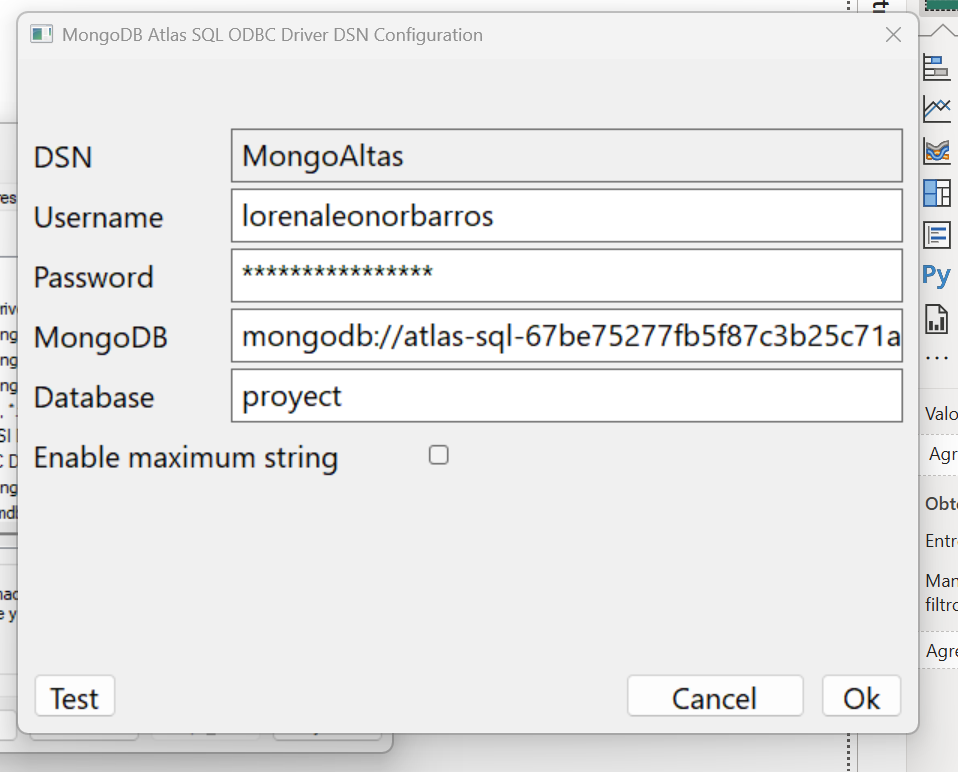 MongoDB Atlas SQL ODBC Driver DSN Configuration
DSN
MongoAltas
Username
lorenaleonorbarros
Password
****************
MongoDB
mongodb://atlas-sql-67be75277fb5f87c3b25c71a
Database
proyect
Enable maximum string
Test
Cancel
Ok
Py
...
Valo
Agr
Obt
Entr
Man
filtro
Agre